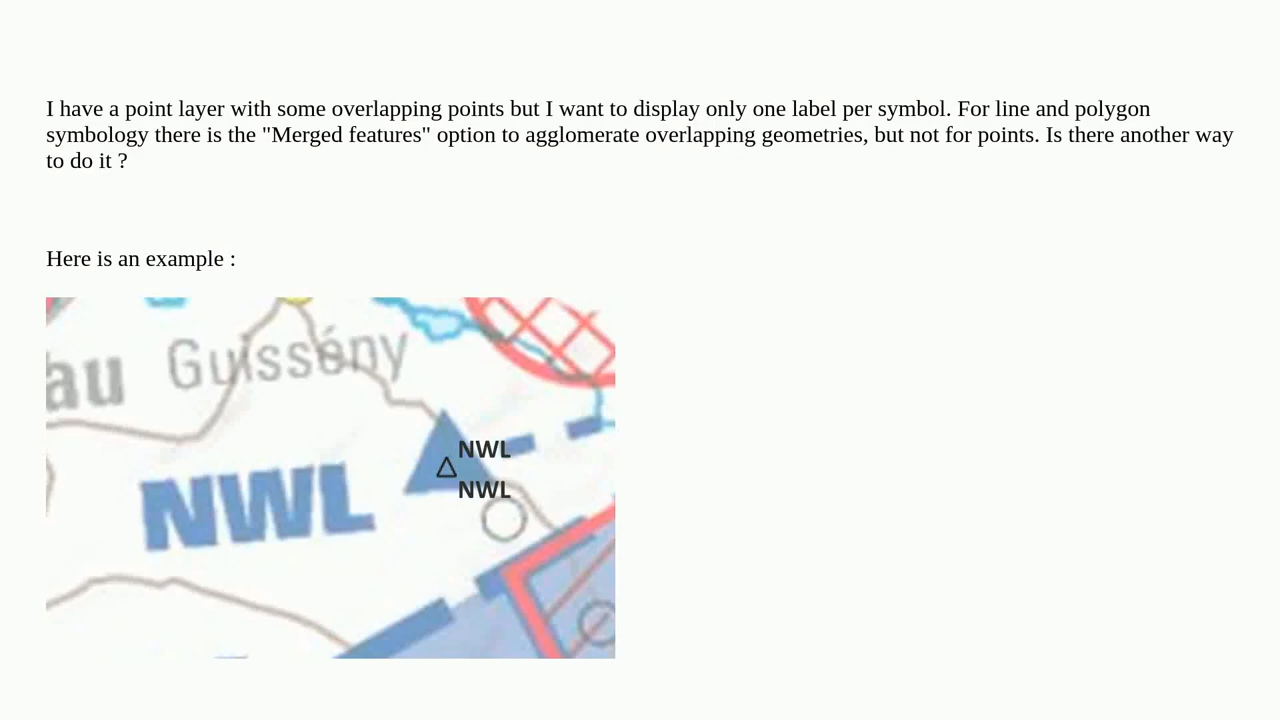 I have a point layer with some overlapping points but I want to display only one label per symbol. For line and polygon
symbology there is the "Merged features" option to agglomerate overlapping geometries, but not for points. Is there another way
to do it ?
Here is an example :
au Guissény
NWL
NWL
NWL